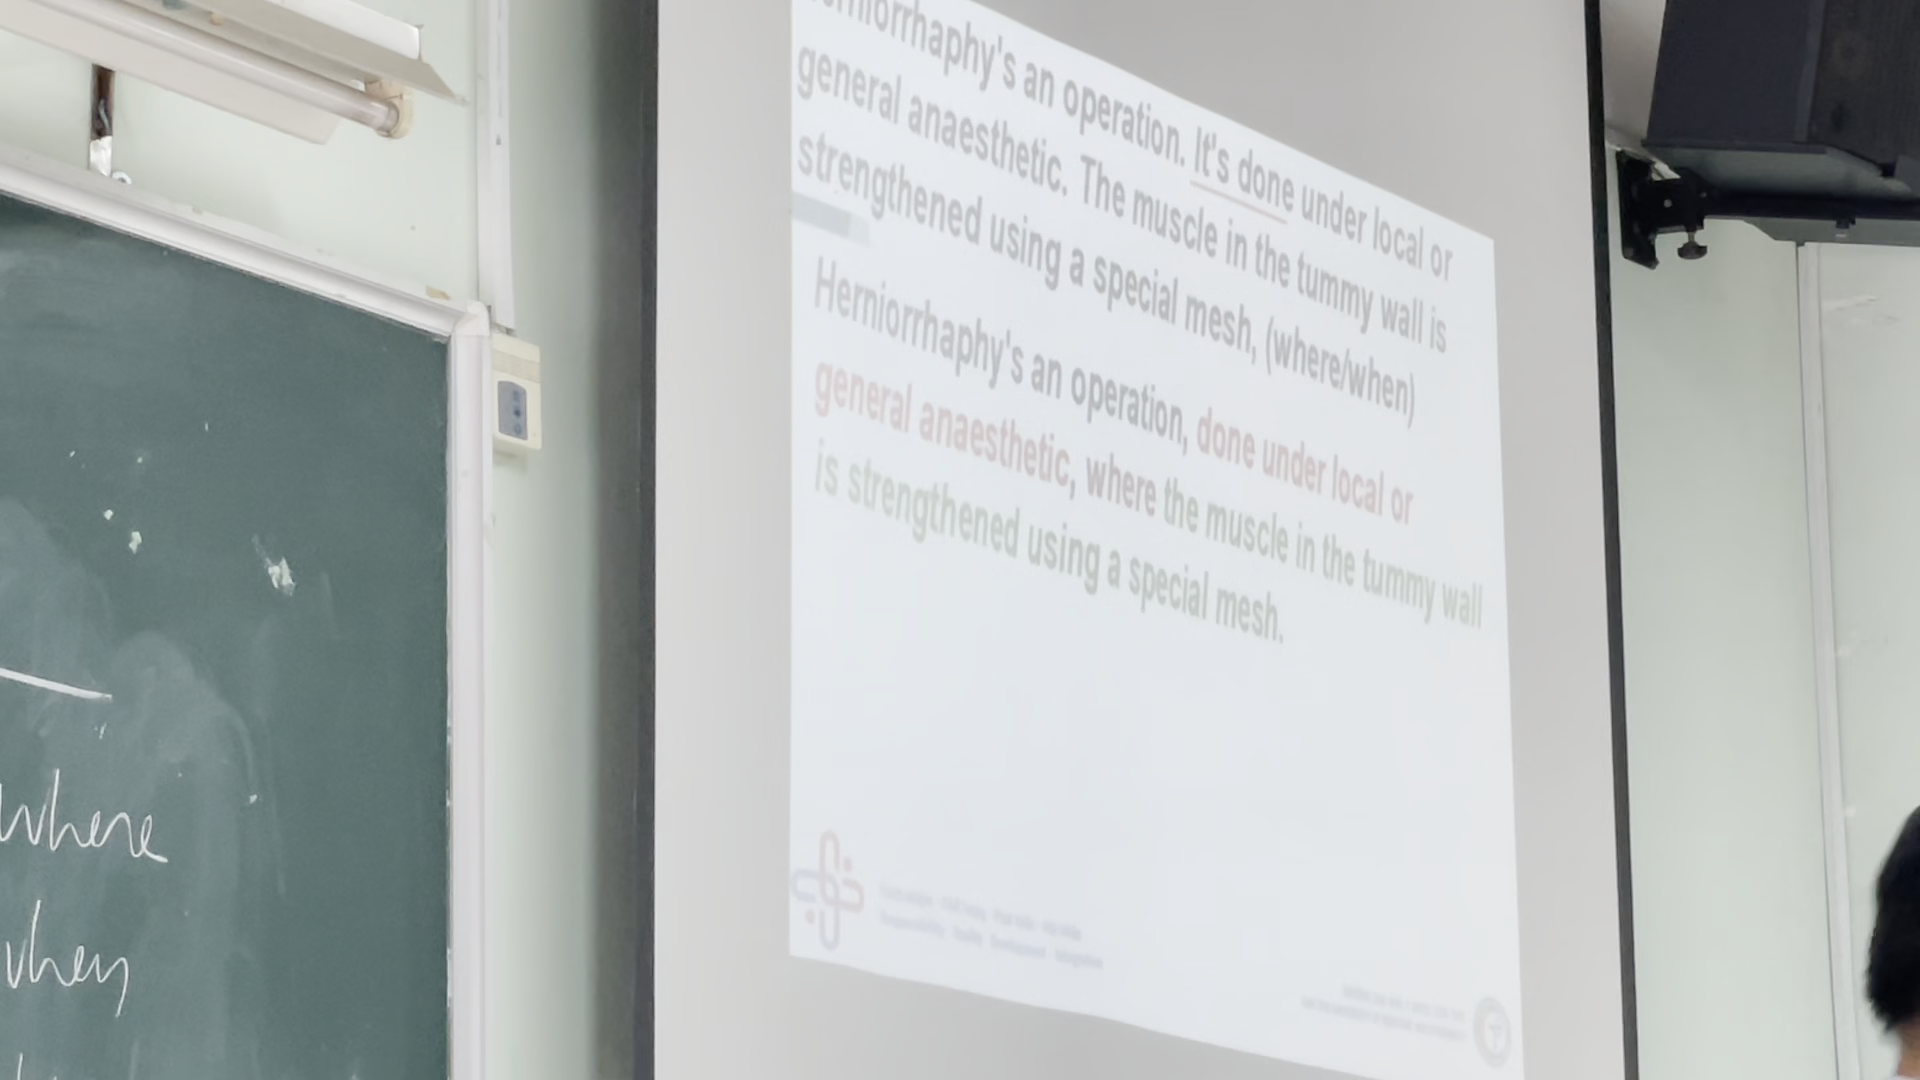 Herniorrhaphy's an operation. It's done under local or
general anaesthetic. The muscle in the tummy wall is
strengthened using a special mesh, (where/when)
Herniorrhaphy's an operation, done under local or
general anaesthetic, where the muscle in the tummy wall
is strengthened using a special mesh.
where
when